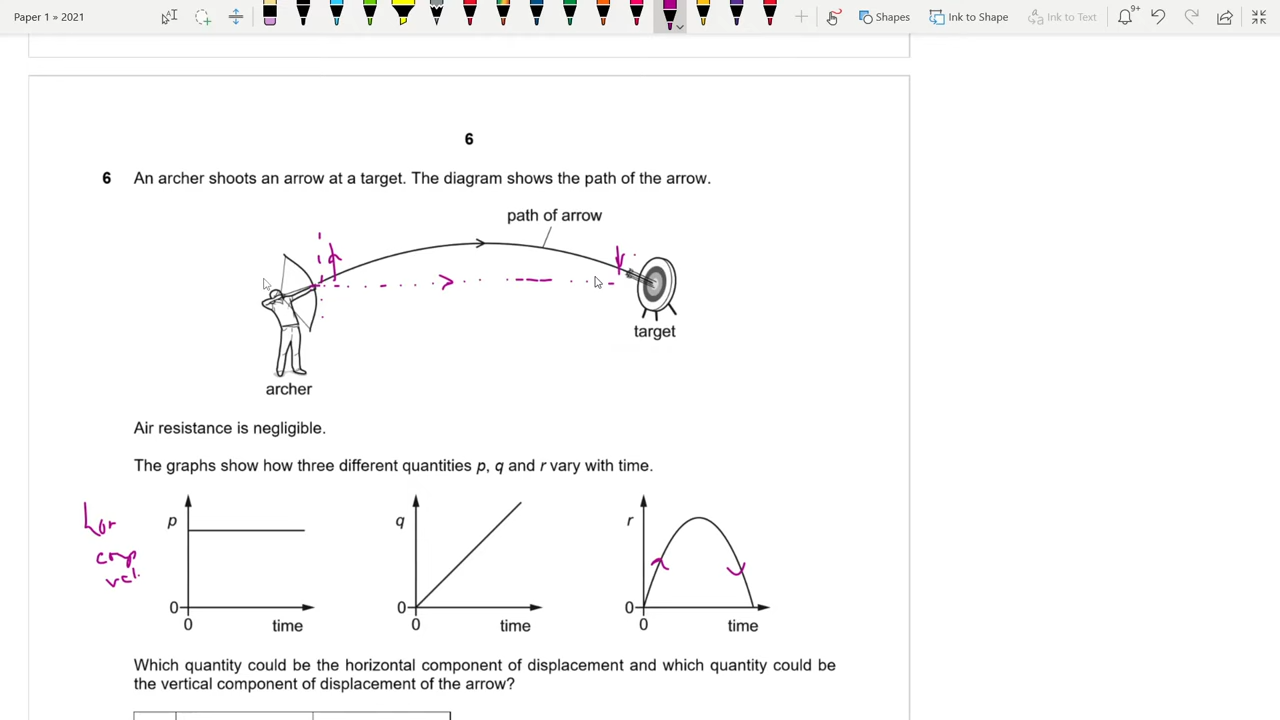 Paper 1 » 2021
Shapes
Ink to Shape
Ink to Text
9+
6
6 An archer shoots an arrow at a target. The diagram shows the path of the arrow.
path of arrow
target
archer
Air resistance is negligible.
The graphs show how three different quantities p, q and r vary with time.
hor
comp
vel.
p
0
0
time
q
0
0
time
r
0
0
time
Which quantity could be the horizontal component of displacement and which quantity could be
the vertical component of displacement of the arrow?